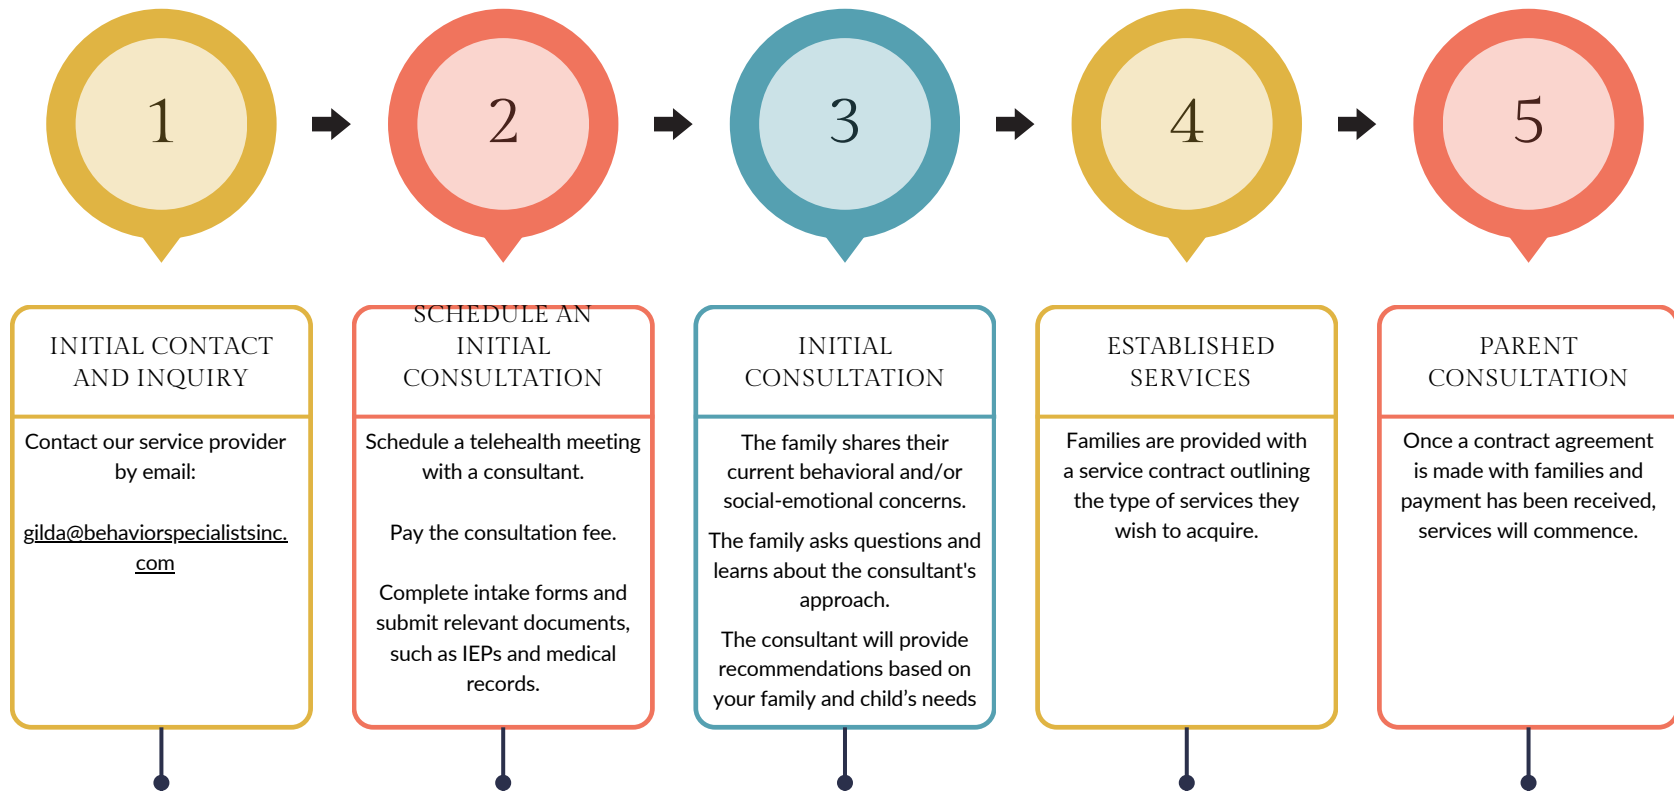 1
2
3
4
5
INITIAL CONTACT
AND INQUIRY
Contact our service provider
by email:
gilda@behaviorspecialistsinc.
com
SCHEDULE AN
INITIAL
CONSULTATION
Schedule a telehealth meeting
with a consultant.
Pay the consultation fee.
Complete intake forms and
submit relevant documents,
such as IEPs and medical
records.
INITIAL
CONSULTATION
The family shares their
current behavioral and/or
social-emotional concerns.
The family asks questions and
learns about the consultant's
approach.
The consultant will provide
recommendations based on
your family and child’s needs
ESTABLISHED
SERVICES
Families are provided with
a service contract outlining
the type of services they
wish to acquire.
PARENT
CONSULTATION
Once a contract agreement
is made with families and
payment has been received,
services will commence.